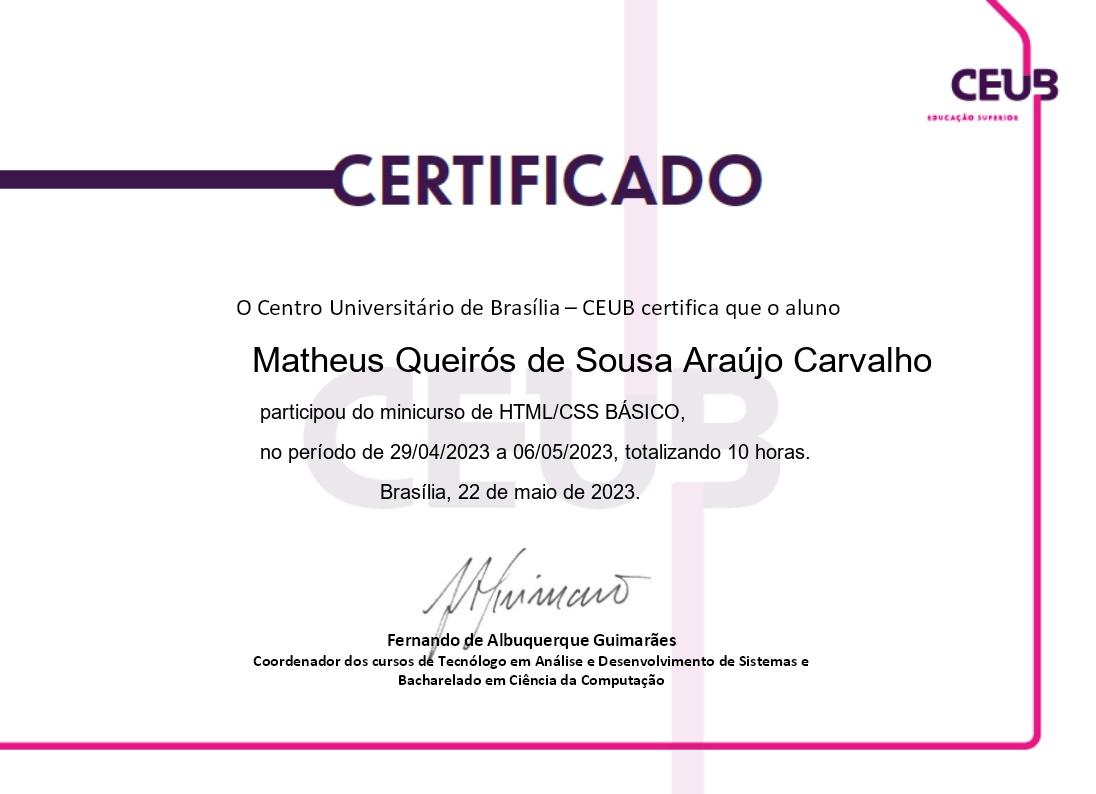 CEUB
EDUCAÇÃO SUPERIOR
CERTIFICADO
O Centro Universitário de Brasília – CEUB certifica que o aluno
Matheus Queirós de Sousa Araújo Carvalho
participou do minicurso de HTML/CSS BÁSICO,
no período de 29/04/2023 a 06/05/2023, totalizando 10 horas.
Brasília, 22 de maio de 2023.
CEUB
Fernando de Albuquerque Guimarães
Coordenador dos cursos de Tecnólogo em Análise e Desenvolvimento de Sistemas e
Bacharelado em Ciência da Computação